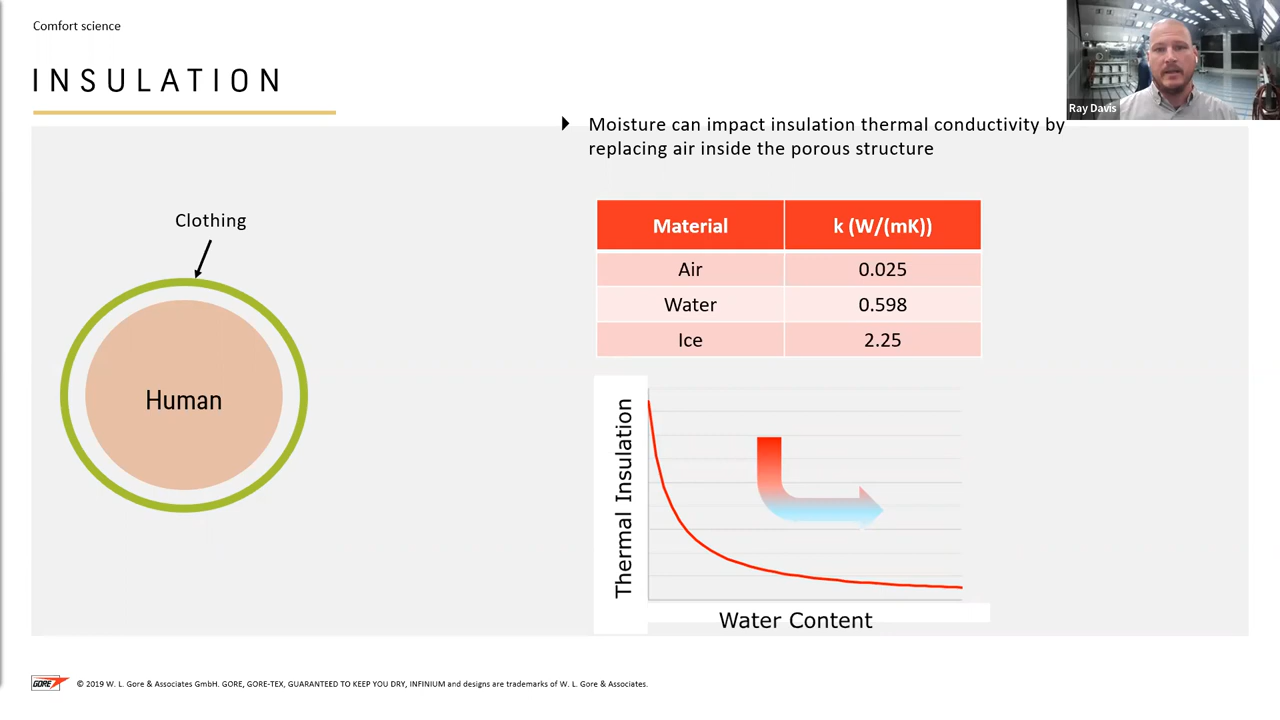 Comfort science
INSULATION
Ray Davis
Moisture can impact insulation thermal conductivity by
replacing air inside the porous structure
Clothing
Human
Material k (W/(mK))
Air 0.025
Water 0.598
Ice 2.25
Thermal Insulation
Water Content
GORE © 2019 W. L. Gore & Associates GmbH. GORE, GORE-TEX, GUARANTEED TO KEEP YOU DRY, INFINIUM and designs are trademarks of W. L. Gore & Associates.